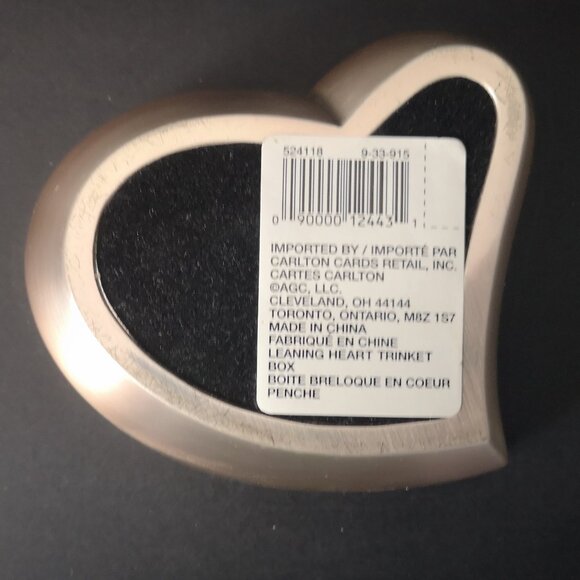 524118 9-33-915
0 90000 12443 1
IMPORTED BY / IMPORTÉ PAR
CARLTON CARDS RETAIL, INC.
CARTES CARLTON
©AGC, LLC.
CLEVELAND, OH 44144
TORONTO, ONTARIO, M8Z 1S7
MADE IN CHINA
FABRIQUÉ EN CHINE
LEANING HEART TRINKET
BOX
BOITE BRELOQUE EN COEUR
PENCHE